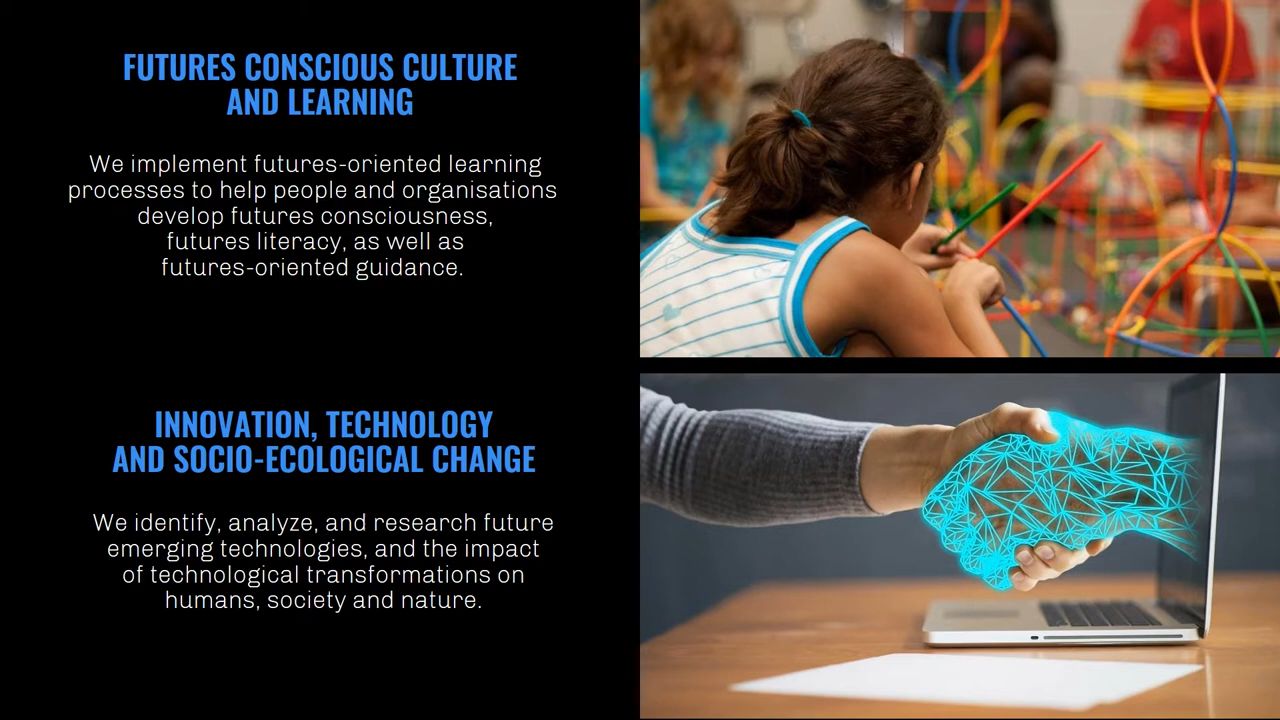 FUTURES CONSCIOUS CULTURE
AND LEARNING
We implement futures-oriented learning
processes to help people and organisations
develop futures consciousness,
futures literacy, as well as
futures-oriented guidance.
INNOVATION, TECHNOLOGY
AND SOCIO-ECOLOGICAL CHANGE
We identify, analyze, and research future
emerging technologies, and the impact
of technological transformations on
humans, society and nature.